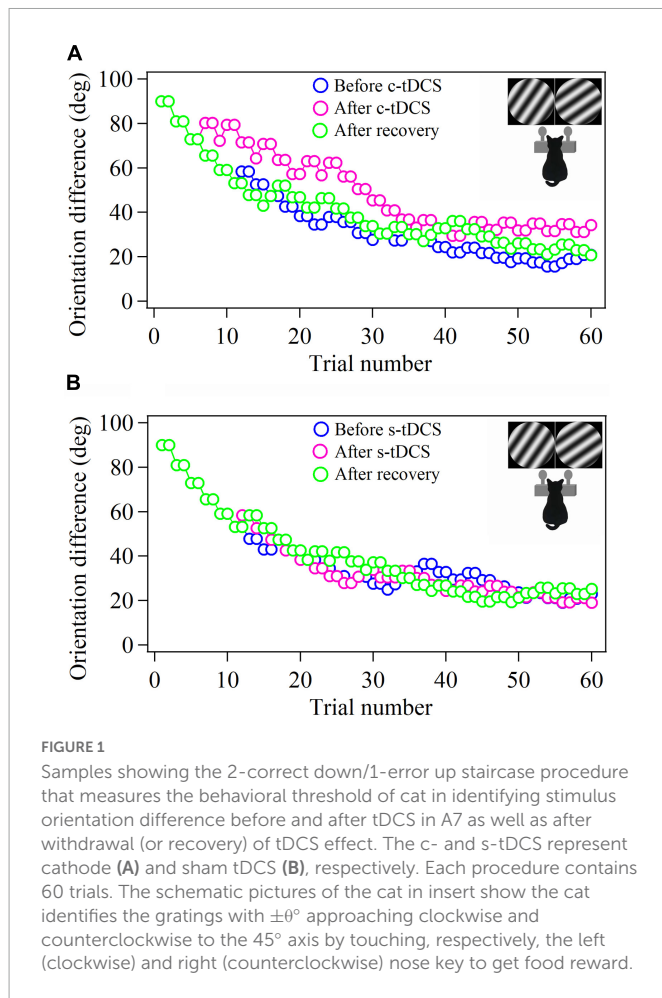 A
100
80
60
40
20
0
Orientation difference (deg)
Before c-tDCS
After c-tDCS
After recovery
0 10 20 30 40 50 60
Trial number
B
100
80
60
40
20
0
Orientation difference (deg)
Before s-tDCS
After s-tDCS
After recovery
0 10 20 30 40 50 60
Trial number
FIGURE 1
Samples showing the 2-correct down/1-error up staircase procedure
that measures the behavioral threshold of cat in identifying stimulus
orientation difference before and after tDCS in A7 as well as after
withdrawal (or recovery) of tDCS effect. The c- and s-tDCS represent
cathode (A) and sham tDCS (B), respectively. Each procedure contains
60 trials. The schematic pictures of the cat in insert show the cat
identifies the gratings with ±θ° approaching clockwise and
counterclockwise to the 45° axis by touching, respectively, the left
(clockwise) and right (counterclockwise) nose key to get food reward.